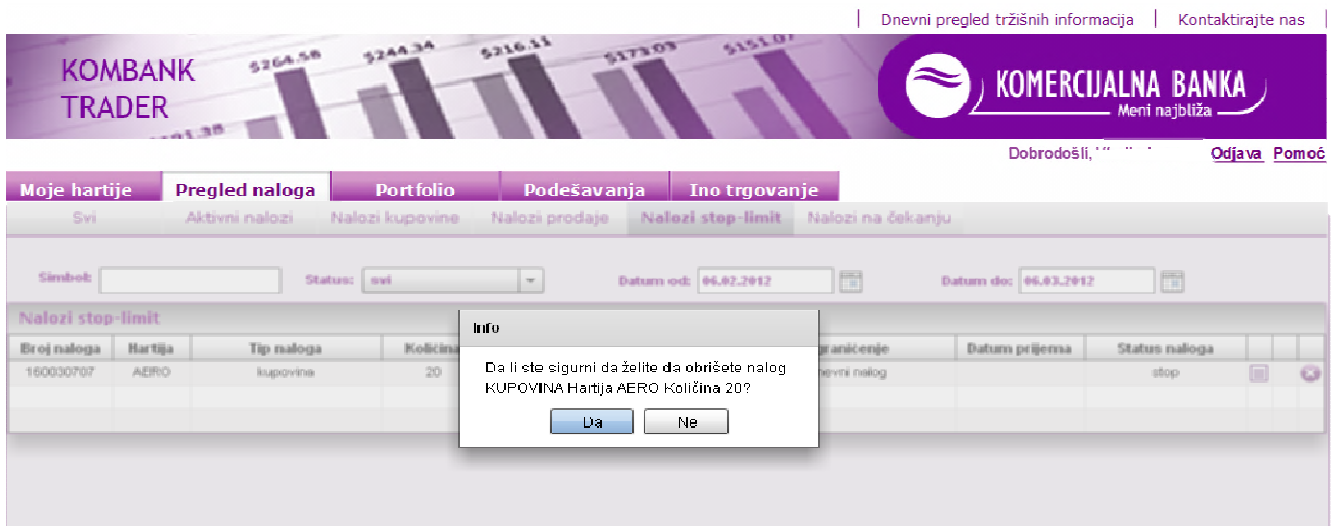 Dnevni pregled tržišnih informacija Kontaktirajte nas
$264.58 $244.34 $216.11 $173.03 $151.07
KOMBANK
TRADER
KOMERCIJALNA BANKA
Meni najbliža
Dobrodošli, Odjava Pomoć
Moje hartije Pregled naloga Portfolio Podešavanja Ino trgovanje
Svi Aktivni nalozi Nalozi kupovine Nalozi prodaje Nalozi stop-limit Nalozi na čekanju
Simbol: Status: svi Datum od: 06.02.2012 Datum do: 06.03.2012
Nalozi stop-limit
Broj naloga Hartija Tip naloga Količina Datum prijema Status naloga
160030707 AERO kupovina 20 nalog stop
Info
Da li ste sigurni da želite da obrišete nalog
KUPOVINA Hartija AERO Količina 20?
Da Ne